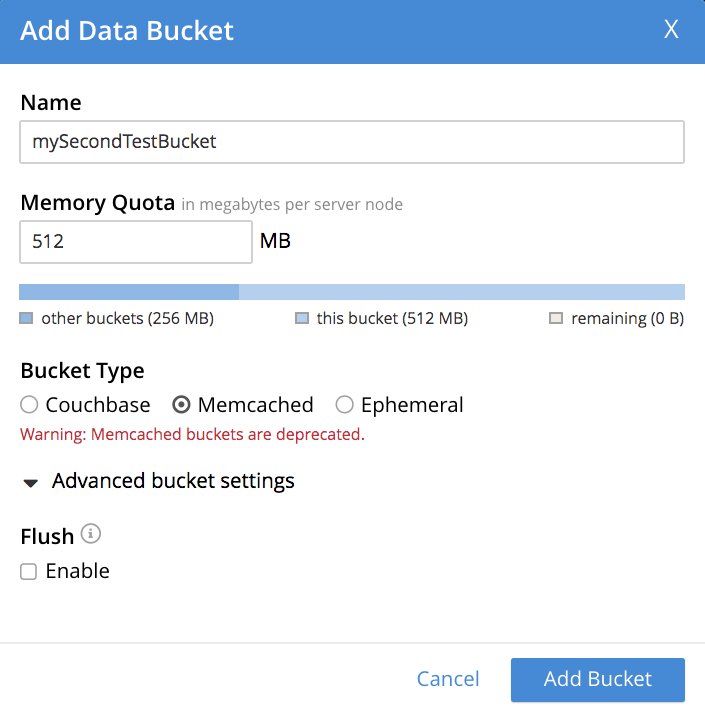 Add Data Bucket X
Name
mySecondTestBucket
Memory Quota in megabytes per server node
512 MB
other buckets (256 MB) this bucket (512 MB) remaining (0 B)
Bucket Type
Couchbase Memcached Ephemeral
Warning: Memcached buckets are deprecated.
Advanced bucket settings
Flush i
Enable
Cancel Add Bucket